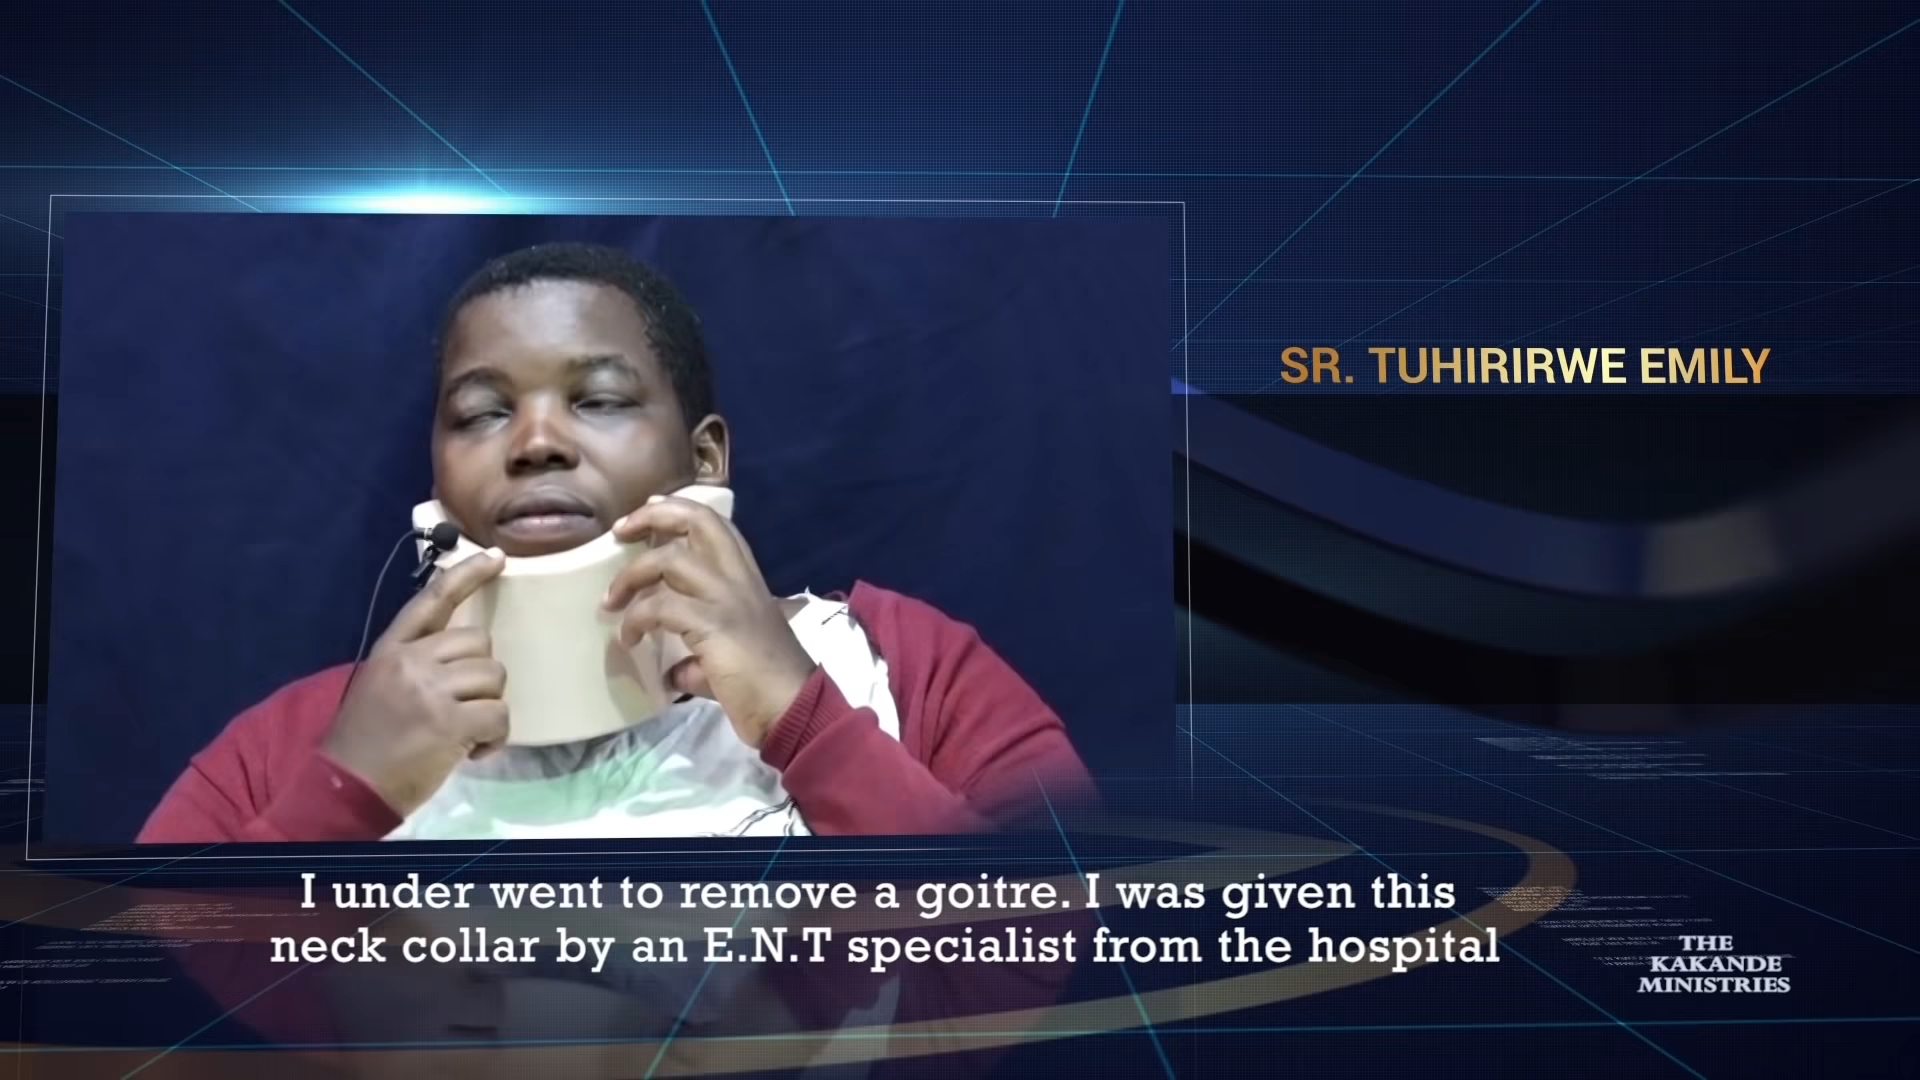 SR. TUHIRIRWE EMILY
I under went to remove a goitre. I was given this
neck collar by an E.N.T specialist from the hospital
THE
KAKANDE
MINISTRIES